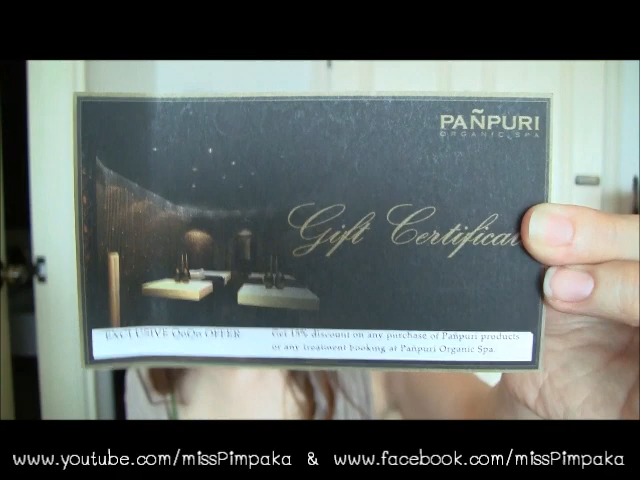 PAÑPURI
ORGANIC SPA
Gift Certificat
EXCLUSIVE OFFER
Get 15% discount on any purchase of Pañpuri products
or any treatment booking at Pañpuri Organic Spa.
www.youtube.com/missPimpaka & www.facebook.com/missPimpaka